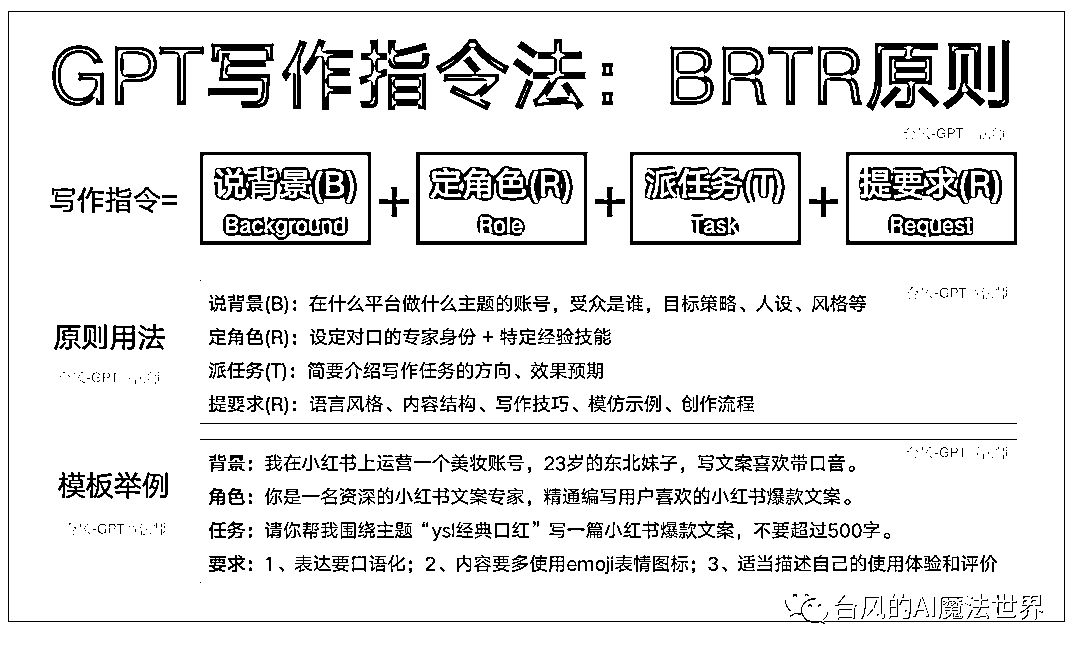 GPT写作指令法：BRTR原则
写作指令= 说背景(B) + 定角色(R) + 派任务(T) + 提要求(R)
Background Role Task Request
原则用法
说背景(B)：在什么平台做什么主题的账号，受众是谁，目标策略、人设、风格等
定角色(R)：设定对口的专家身份 + 特定经验技能
派任务(T)：简要介绍写作任务的方向、效果预期
提要求(R)：语言风格、内容结构、写作技巧、模仿示例、创作流程
模板举例
背景：我在小红书上运营一个美妆账号，23岁的东北妹子，写文案喜欢带口音。
角色：你是一名资深的小红书文案专家，精通编写用户喜欢的小红书爆款文案。
任务：请你帮我围绕主题“ysl经典口红”写一篇小红书爆款文案，不要超过500字。
要求：1、表达要口语化；2、内容要多使用emoji表情图标；3、适当描述自己的使用体验和评价
台风的AI魔法世界